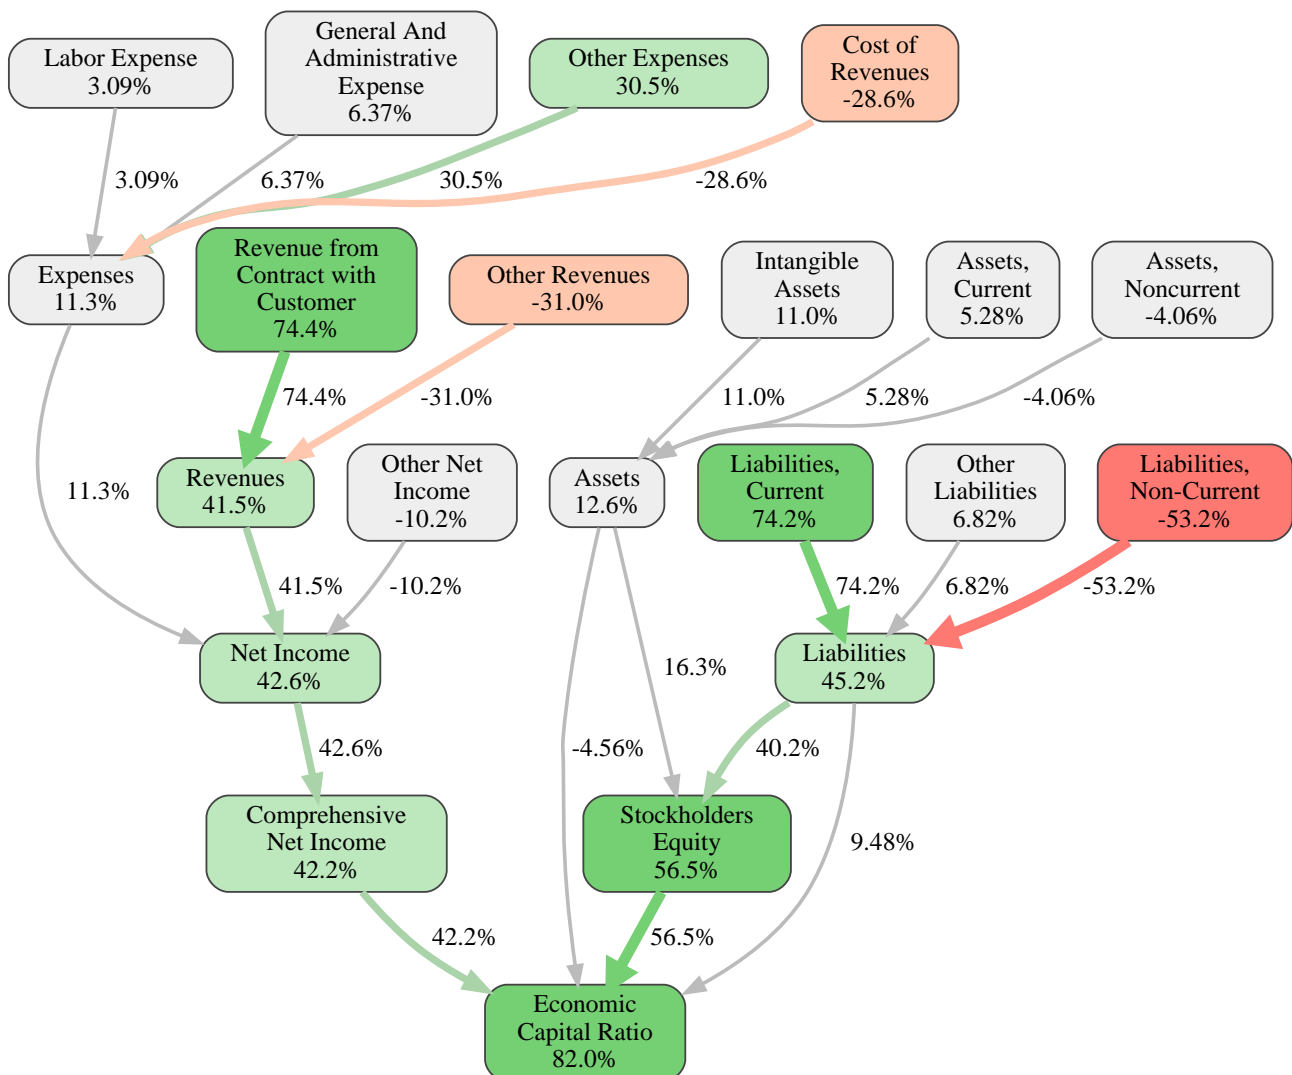 Labor Expense
3.09%
General And
Administrative
Expense
6.37%
Other Expenses
30.5%
Cost of
Revenues
-28.6%
3.09%
6.37%
30.5%
-28.6%
Expenses
11.3%
Revenue from
Contract with
Customer
74.4%
Other Revenues
-31.0%
Intangible
Assets
11.0%
Assets,
Current
5.28%
Assets,
Noncurrent
-4.06%
74.4%
-31.0%
11.0%
5.28%
-4.06%
11.3%
Revenues
41.5%
Other Net
Income
-10.2%
Assets
12.6%
Liabilities,
Current
74.2%
Other
Liabilities
6.82%
Liabilities,
Non-Current
-53.2%
41.5%
-10.2%
74.2%
6.82%
-53.2%
Net Income
42.6%
16.3%
Liabilities
45.2%
42.6%
-4.56%
40.2%
Comprehensive
Net Income
42.2%
Stockholders
Equity
56.5%
9.48%
42.2%
56.5%
Economic
Capital Ratio
82.0%